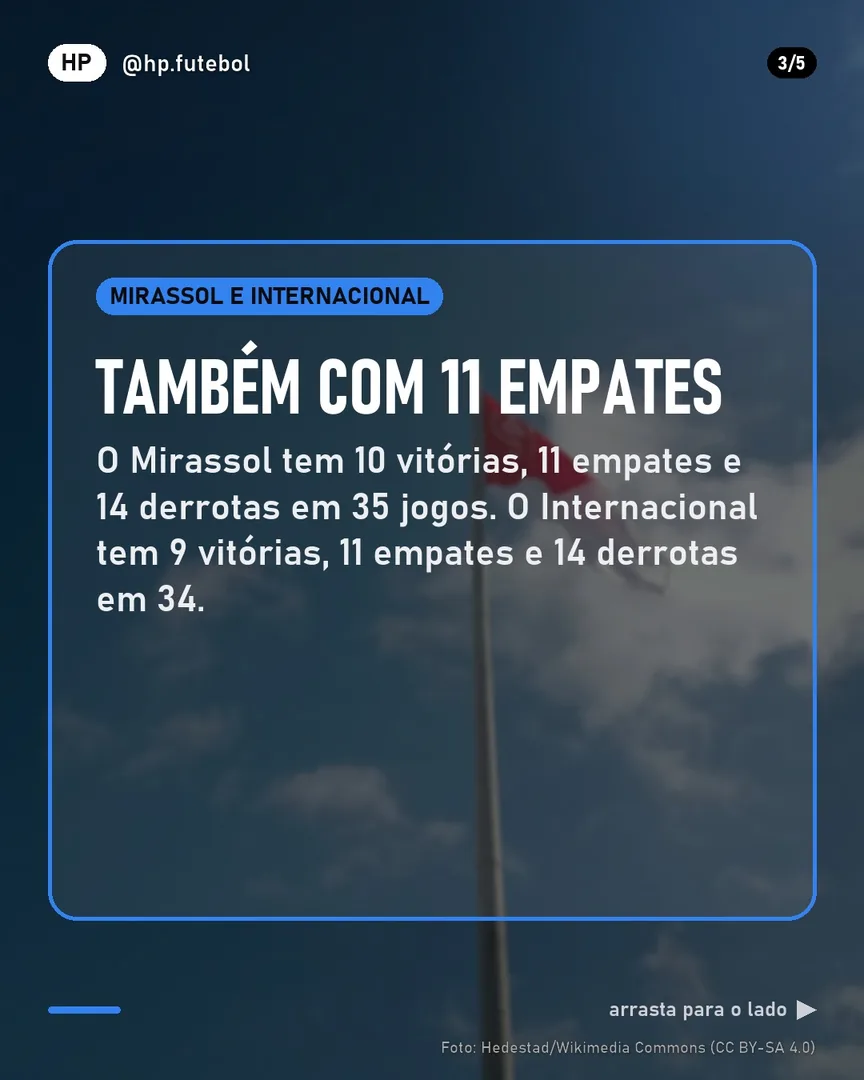 HP @hp.futebol
3/5
MIRASSOL E INTERNACIONAL
TAMBÉM COM 11 EMPATES
O Mirassol tem 10 vitórias, 11 empates e
14 derrotas em 35 jogos. O Internacional
tem 9 vitórias, 11 empates e 14 derrotas
em 34.
arrasta para o lado ▶
Foto: Hedestad/Wikimedia Commons (CC BY-SA 4.0)